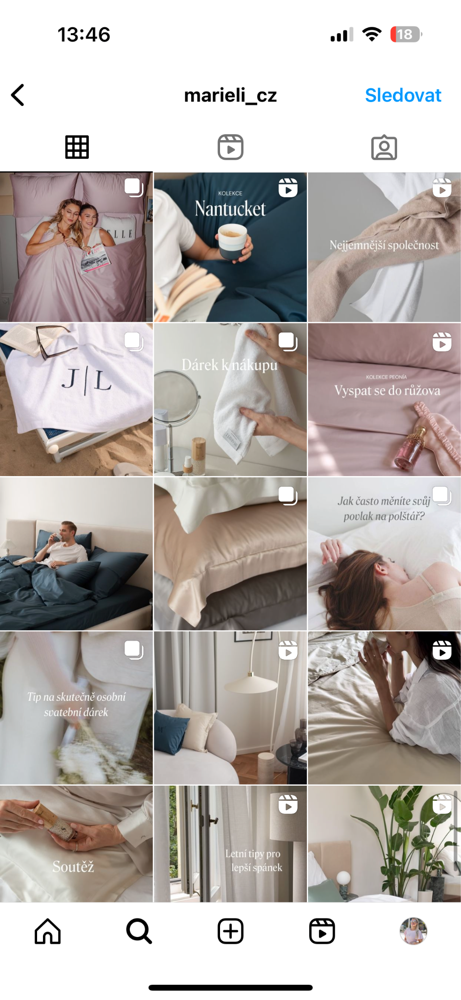 13:46
18
marieli_cz
Sledovat
ELLE
KOLEKCE
Nantucket
Nejjemnější společnost
J|L
Dárek k nákupu
KOLEKCE PEONÍA
Vyspat se do růžova
Jak často měníte svůj
povlak na polštář?
Tip na skutečně osobní
svatební dárek
Soutěž
Letní tipy pro
lepší spánek